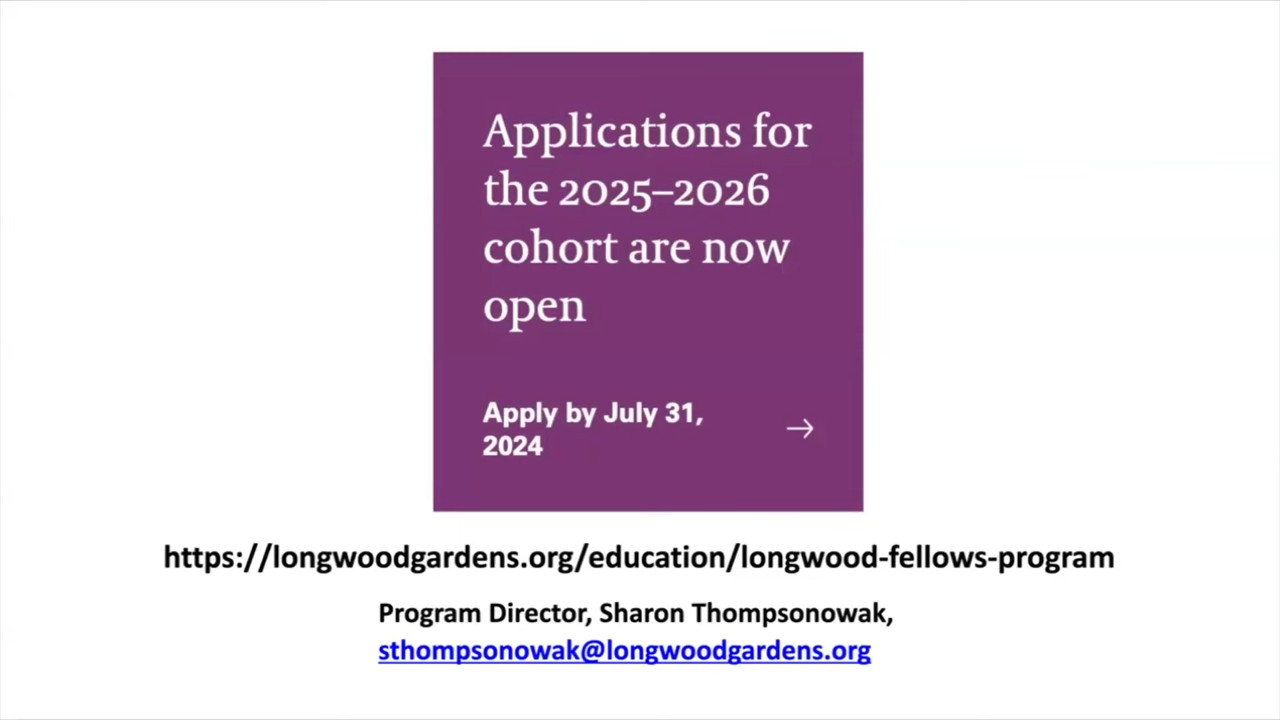 Applications for
the 2025–2026
cohort are now
open
Apply by July 31,
2024
→
https://longwoodgardens.org/education/longwood-fellows-program
Program Director, Sharon Thompsonowak,
sthompsonowak@longwoodgardens.org